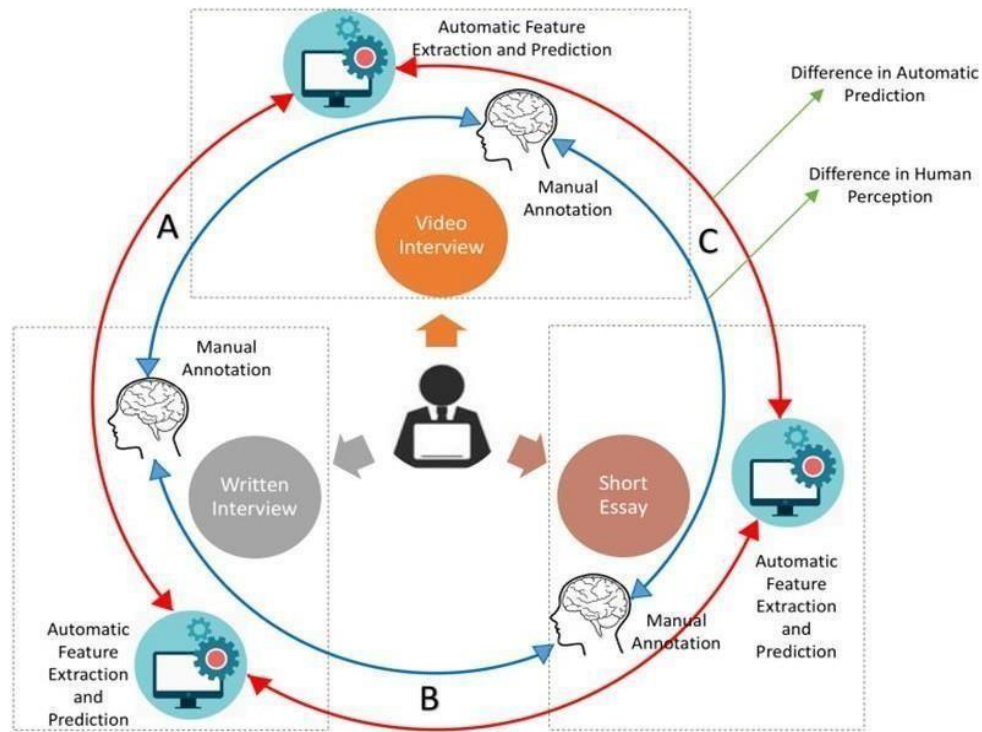 Automatic Feature
Extraction and Prediction
Difference in Automatic
Prediction
Difference in Human
Perception
Manual
Annotation
Video
Interview
A
C
Manual
Annotation
Written
Interview
Short
Essay
Automatic
Feature
Extraction
and
Prediction
Manual
Annotation
Automatic
Feature
Extraction
and
Prediction
B